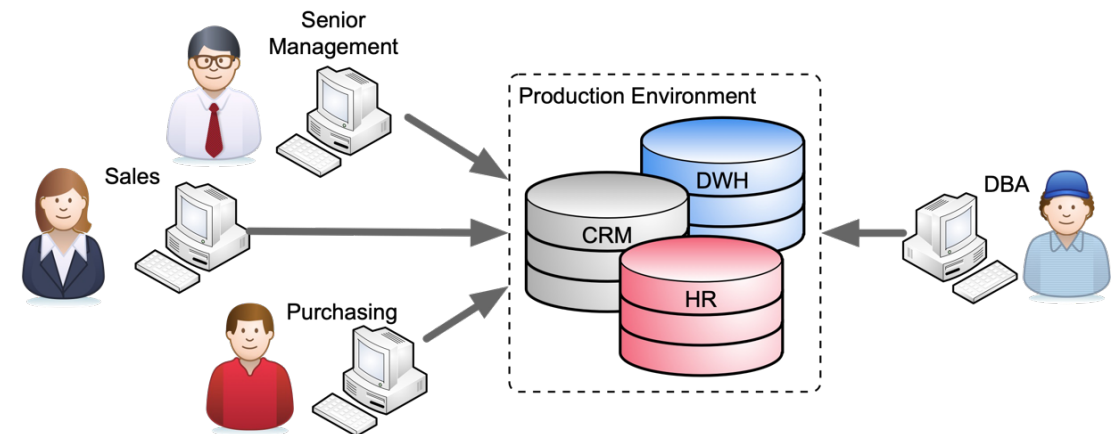 Senior
Management
Production Environment
DWH
Sales
DBA
CRM
HR
Purchasing